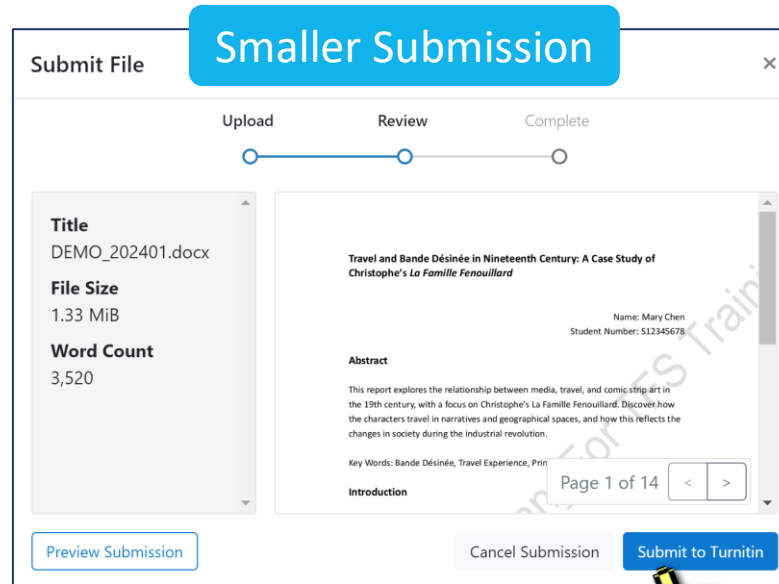 Smaller Submission
Submit File
×
Upload Review Complete
Title
DEMO_202401.docx
File Size
1.33 MiB
Word Count
3,520
Travel and Bande Désinée in Nineteenth Century: A Case Study of
Christophe's La Famille Fenouillard
Name: Mary Chen
Student Number: S12345678
Abstract
This report explores the relationship between media, travel, and comic strip art in
the 19th century, with a focus on Christophe's La Famille Fenouillard. Discover how
the characters travel in narratives and geographical spaces, and how this reflects the
changes in society during the industrial revolution.
Key Words: Bande Désinée, Travel Experience,
Introduction
For TFS
Page 1 of 14 < >
Preview Submission
Cancel Submission
Submit to Turnitin